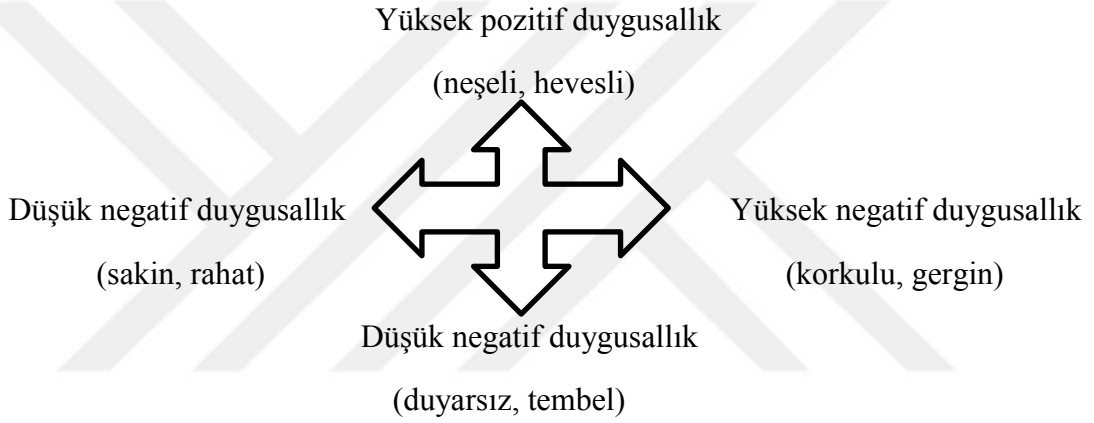 Yüksek pozitif duygusallık
(neşeli, hevesli)
Düşük negatif duygusallık
(sakin, rahat)
Yüksek negatif duygusallık
(korkulu, gergin)
Düşük negatif duygusallık
(duyarsız, tembel)